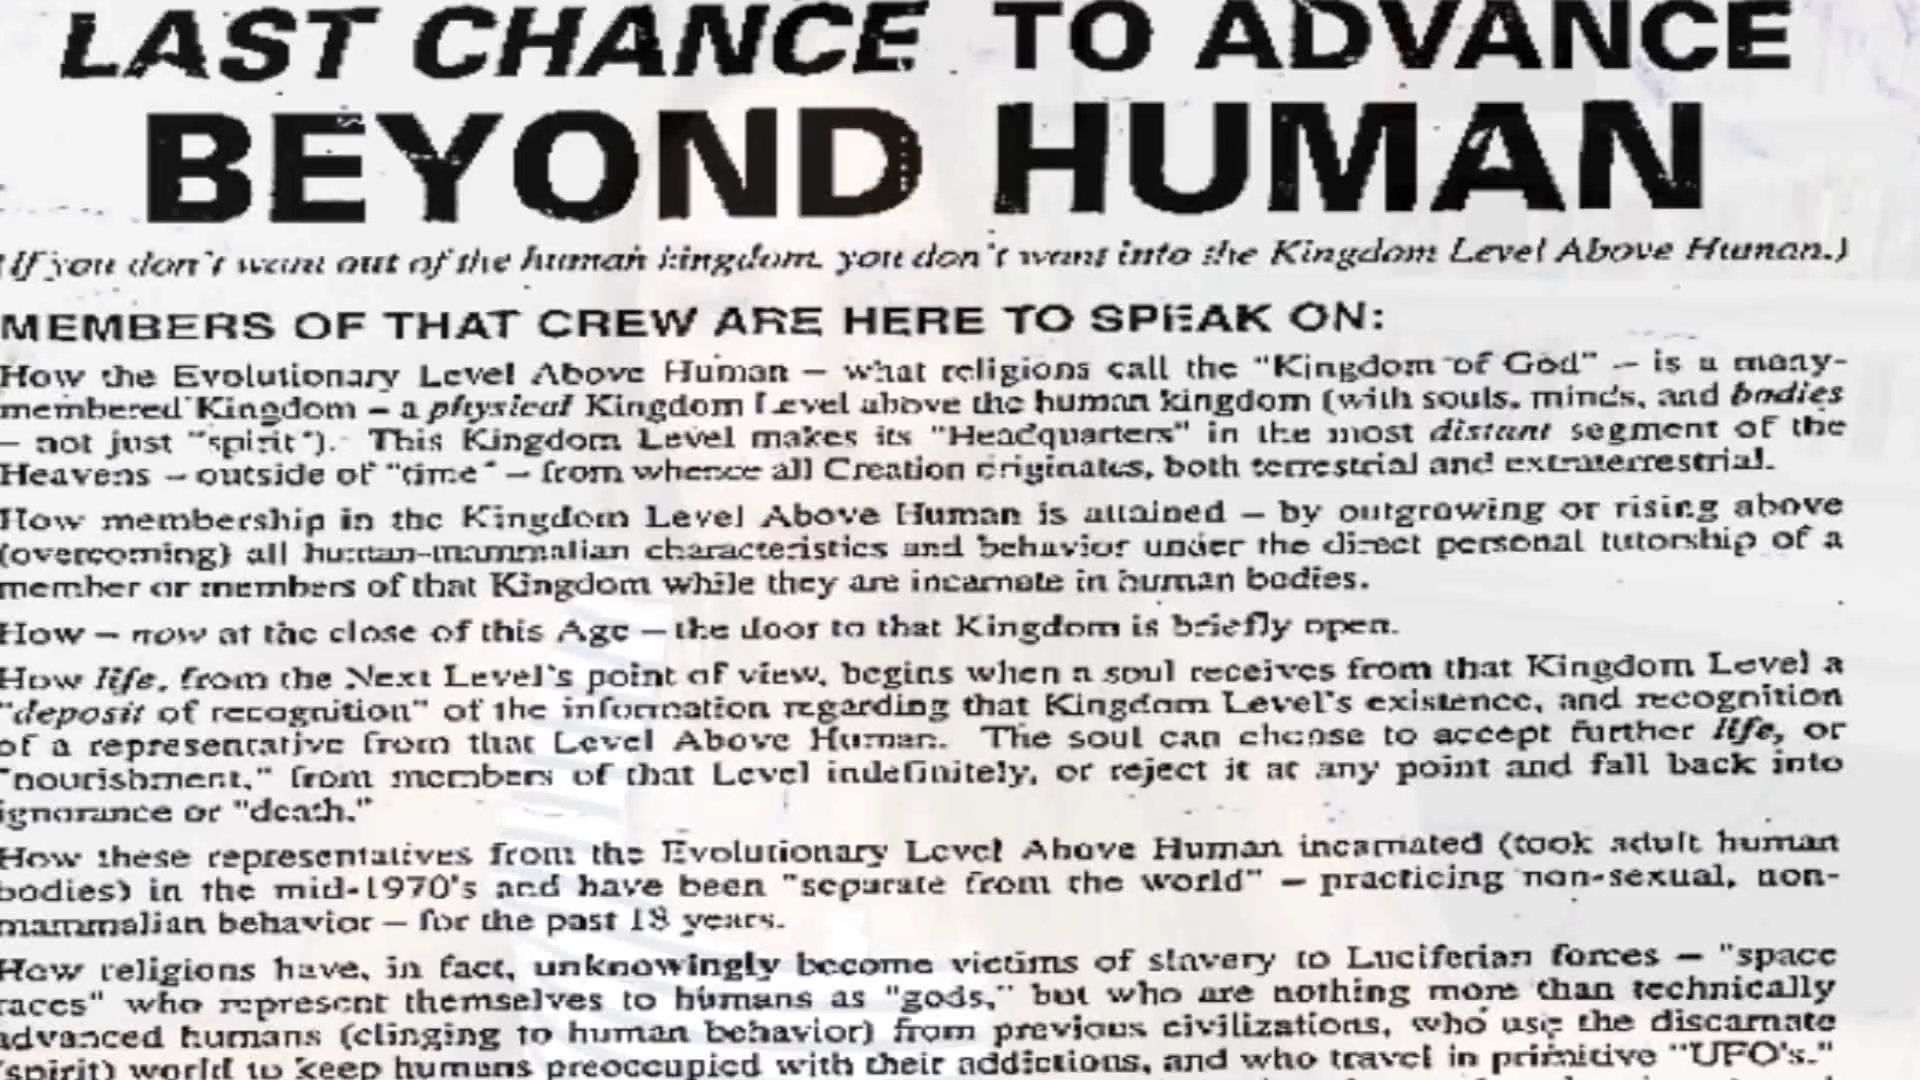 LAST CHANCE TO ADVANCE
BEYOND HUMAN
(If you don't want out of the human kingdom, you don't want into the Kingdom Level Above Human.)
MEMBERS OF THAT CREW ARE HERE TO SPEAK ON:
How the Evolutionary Level Above Human – what religions call the "Kingdom of God" – is a many-
membered Kingdom – a physical Kingdom Level above the human kingdom (with souls, minds, and bodies
– not just "spirit"). This Kingdom Level makes its "Headquarters" in the most distant segment of the
Heavens – outside of "time" – from whence all Creation originates, both terrestrial and extraterrestrial.
How membership in the Kingdom Level Above Human is attained – by outgrowing or rising above
(overcoming) all human-mammalian characteristics and behavior under the direct personal tutorship of a
member or members of that Kingdom while they are incarnate in human bodies.
How – now at the close of this Age – the door to that Kingdom is briefly open.
How life, from the Next Level's point of view, begins when a soul receives from that Kingdom Level a
"deposit of recognition" of the information regarding that Kingdom Level's existence, and recognition
of a representative from that Level Above Human. The soul can choose to accept further life, or
"nourishment," from members of that Level indefinitely, or reject it at any point and fall back into
ignorance or "death."
How these representatives from the Evolutionary Level Above Human incarnated (took adult human
bodies) in the mid-1970's and have been "separate from the world" – practicing non-sexual, non-
mammalian behavior – for the past 18 years.
How religions have, in fact, unknowingly become victims of slavery to Luciferian forces – "space
races" who represent themselves to humans as "gods," but who are nothing more than technically
advanced humans (clinging to human behavior) from previous civilizations, who use the discarnate
(spirit) world to keep humans preoccupied with their addictions, and who travel in primitive "UFO's."